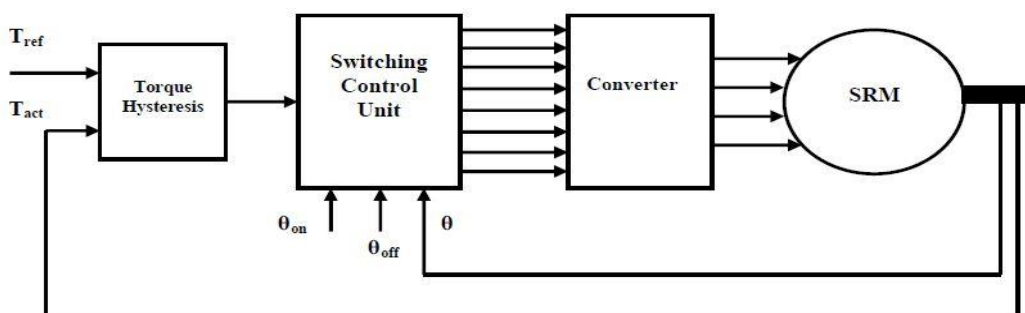 T_ref
T_act
Torque
Hysteresis
Switching
Control
Unit
Converter
SRM
θ_on
θ_off
θ